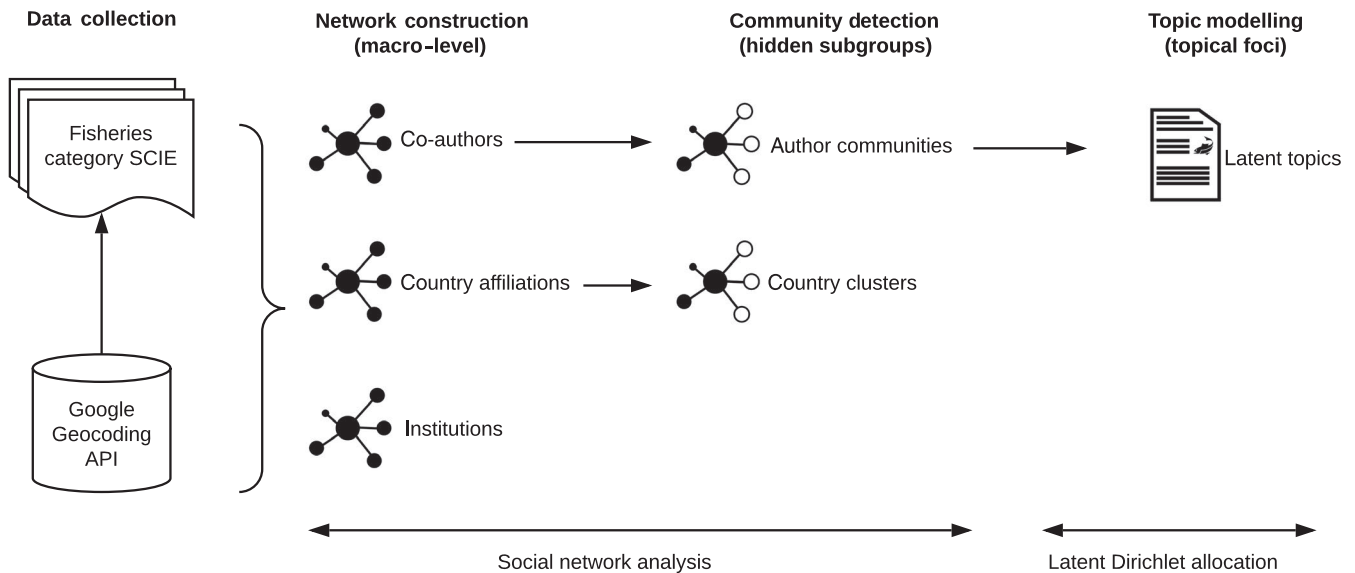 Data collection
Network construction
(macro-level)
Community detection
(hidden subgroups)
Topic modelling
(topical foci)
Fisheries
category SCIE
Co-authors
Author communities
Latent topics
Country affiliations
Country clusters
Google
Geocoding
API
Institutions
Social network analysis
Latent Dirichlet allocation